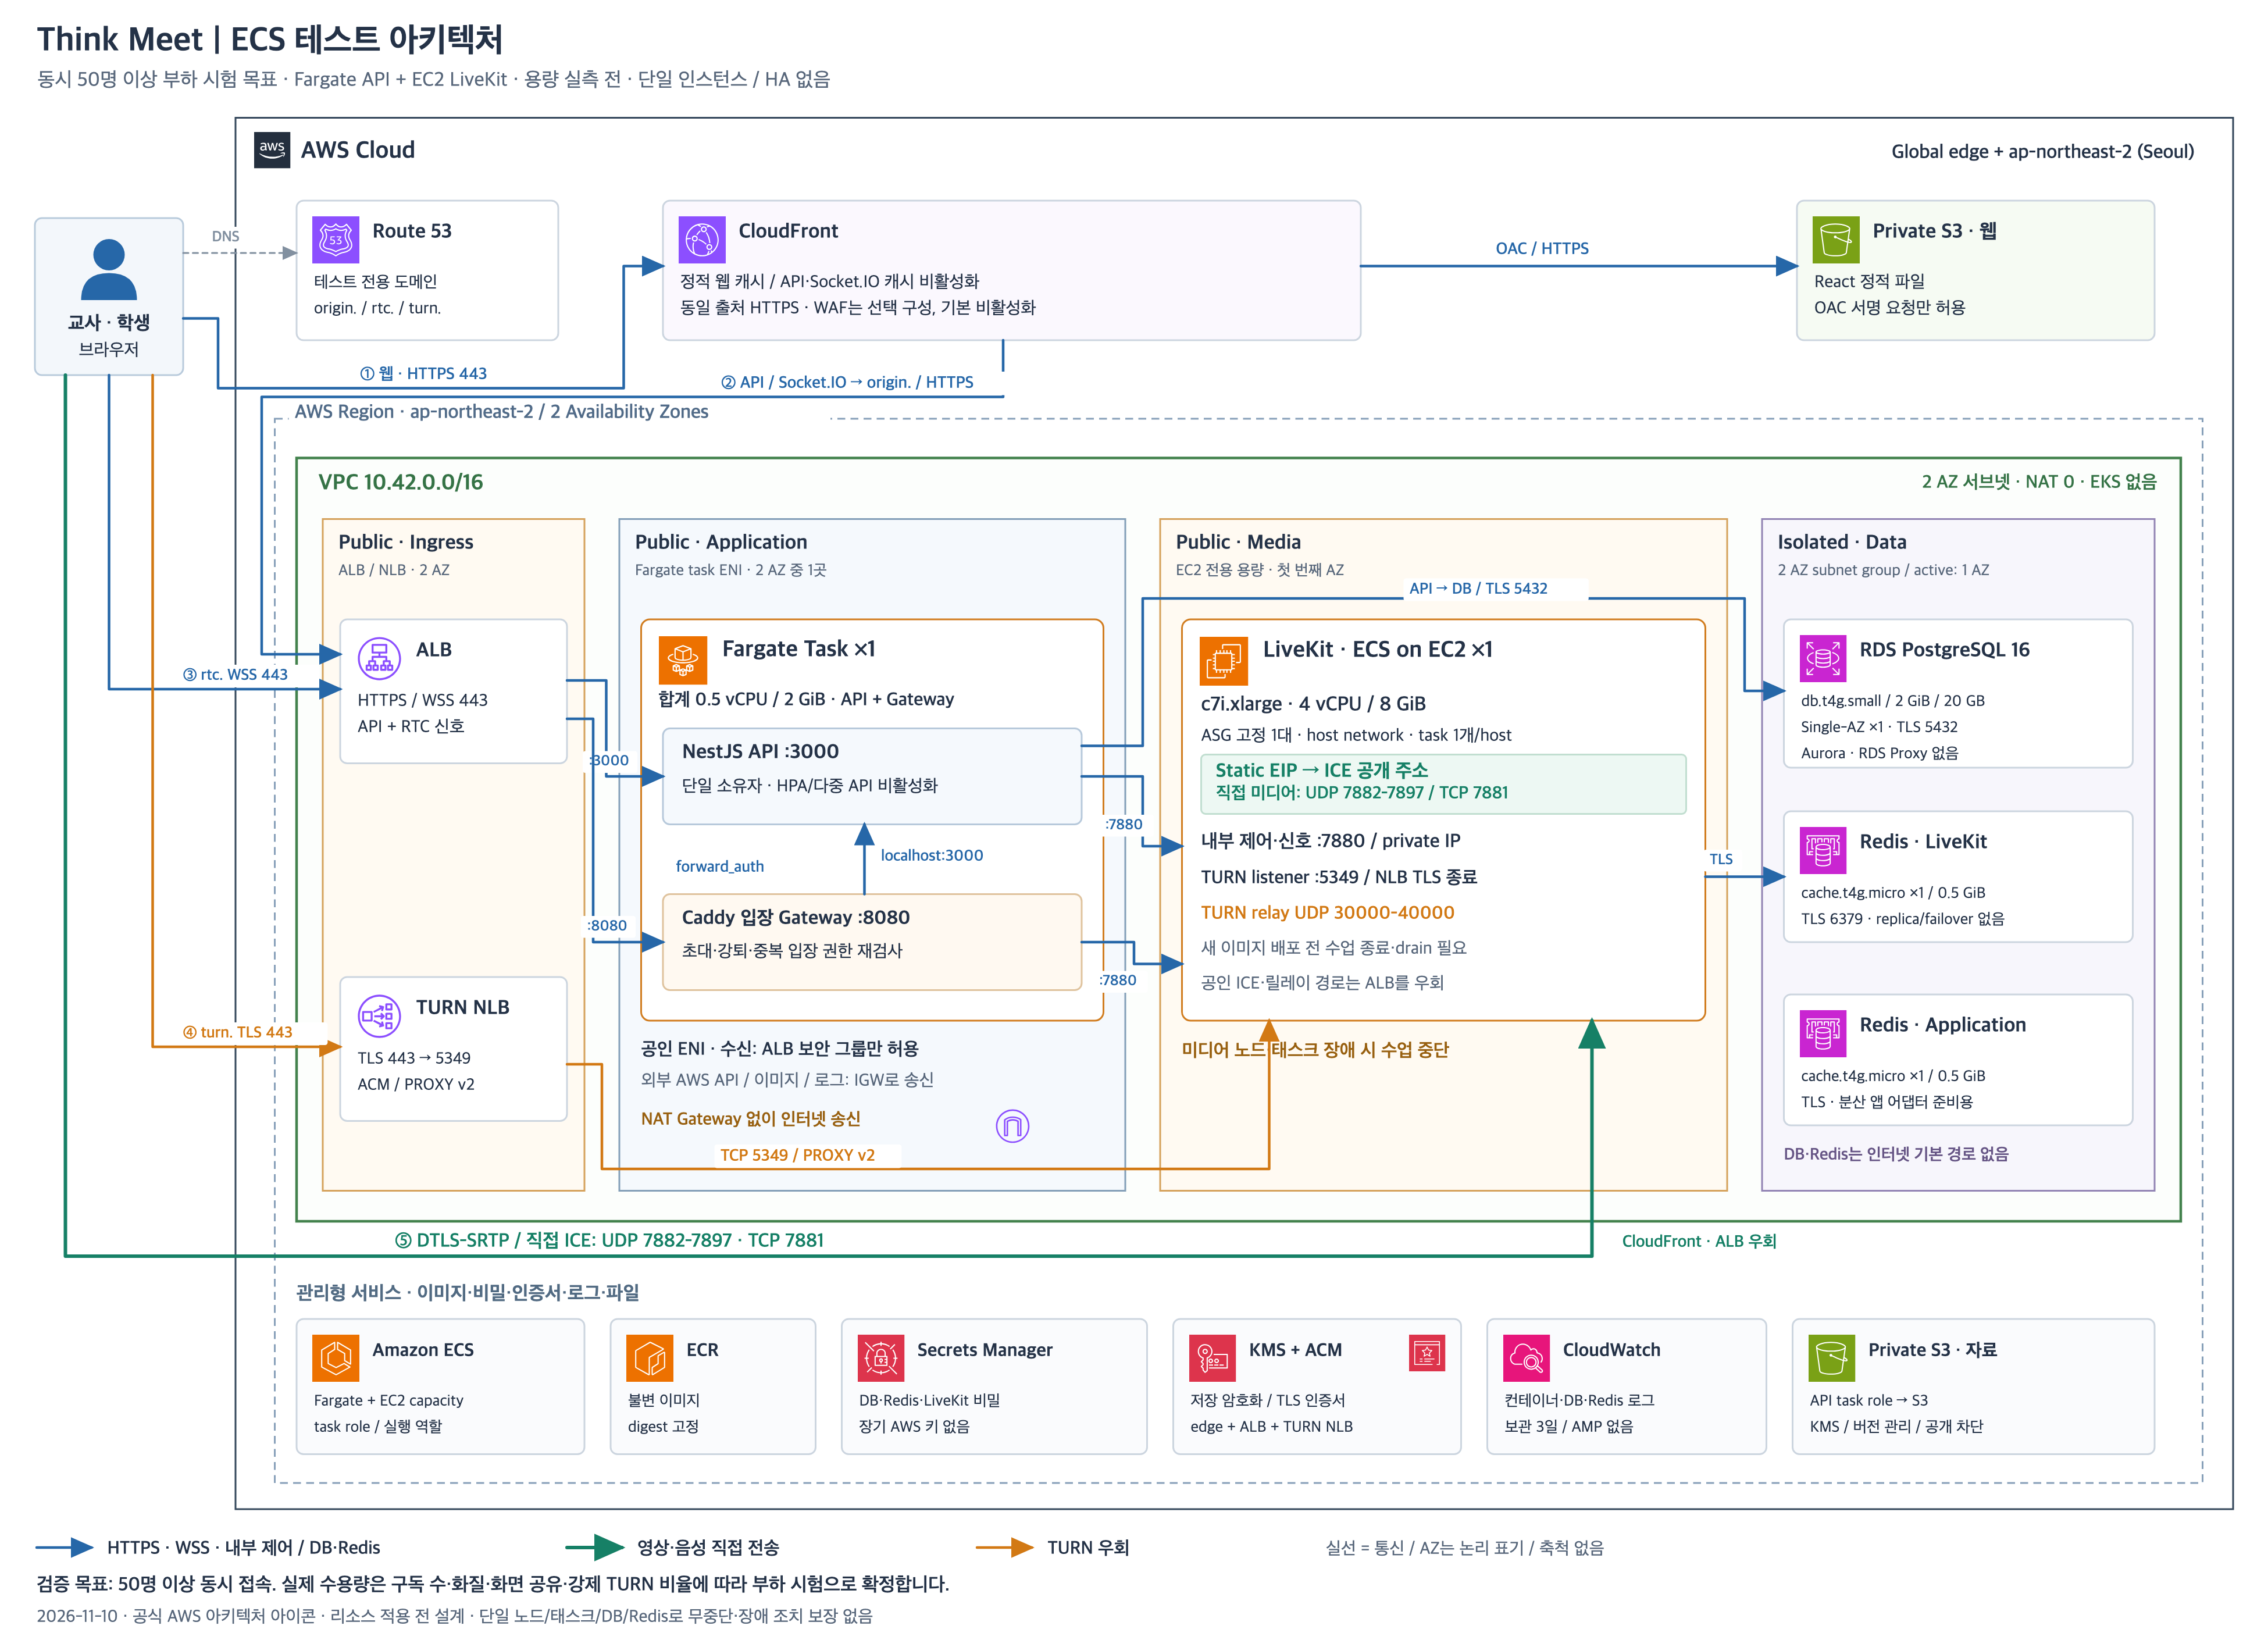 Think Meet | ECS 테스트 아키텍처
동시 50명 이상 부하 시험 목표 · Fargate API + EC2 LiveKit · 용량 실측 전 · 단일 인스턴스 / HA 없음
aws
AWS Cloud
Global edge + ap-northeast-2 (Seoul)
교사 · 학생
브라우저
DNS
53
Route 53
테스트 전용 도메인
origin. / rtc. / turn.
CloudFront
정적 웹 캐시 / API·Socket.IO 캐시 비활성화
동일 출처 HTTPS · WAF는 선택 구성, 기본 비활성화
OAC / HTTPS
Private S3 · 웹
React 정적 파일
OAC 서명 요청만 허용
① 웹 · HTTPS 443
② API / Socket.IO → origin. / HTTPS
AWS Region · ap-northeast-2 / 2 Availability Zones
VPC 10.42.0.0/16
2 AZ 서브넷 · NAT 0 · EKS 없음
Public · Ingress
ALB / NLB · 2 AZ
ALB
HTTPS / WSS 443
API + RTC 신호
③ rtc. WSS 443
TURN NLB
TLS 443 → 5349
ACM / PROXY v2
④ turn. TLS 443
Public · Application
Fargate task ENI · 2 AZ 중 1곳
Fargate Task ×1
합계 0.5 vCPU / 2 GiB · API + Gateway
NestJS API :3000
단일 소유자 · HPA/다중 API 비활성화
:3000
forward_auth
localhost:3000
Caddy 입장 Gateway :8080
초대·강퇴·중복 입장 권한 재검사
:8080
공인 ENI · 수신: ALB 보안 그룹만 허용
외부 AWS API / 이미지 / 로그: IGW로 송신
NAT Gateway 없이 인터넷 송신
TCP 5349 / PROXY v2
:7880
:7880
Public · Media
EC2 전용 용량 · 첫 번째 AZ
API → DB / TLS 5432
LiveKit · ECS on EC2 ×1
c7i.xlarge · 4 vCPU / 8 GiB
ASG 고정 1대 · host network · task 1개/host
Static EIP → ICE 공개 주소
직접 미디어: UDP 7882-7897 / TCP 7881
내부 제어·신호 :7880 / private IP
TURN listener :5349 / NLB TLS 종료
TURN relay UDP 30000-40000
새 이미지 배포 전 수업 종료·drain 필요
공인 ICE·릴레이 경로는 ALB를 우회
미디어 노드·태스크 장애 시 수업 중단
TLS
Isolated · Data
2 AZ subnet group / active: 1 AZ
RDS PostgreSQL 16
db.t4g.small / 2 GiB / 20 GB
Single-AZ ×1 · TLS 5432
Aurora · RDS Proxy 없음
Redis · LiveKit
cache.t4g.micro ×1 / 0.5 GiB
TLS 6379 · replica/failover 없음
Redis · Application
cache.t4g.micro ×1 / 0.5 GiB
TLS · 분산 앱 어댑터 준비용
DB·Redis는 인터넷 기본 경로 없음
⑤ DTLS-SRTP / 직접 ICE: UDP 7882-7897 · TCP 7881
CloudFront · ALB 우회
관리형 서비스 · 이미지·비밀·인증서·로그·파일
Amazon ECS
Fargate + EC2 capacity
task role / 실행 역할
ECR
불변 이미지
digest 고정
Secrets Manager
DB·Redis·LiveKit 비밀
장기 AWS 키 없음
KMS + ACM
저장 암호화 / TLS 인증서
edge + ALB + TURN NLB
CloudWatch
컨테이너·DB·Redis 로그
보관 3일 / AMP 없음
Private S3 · 자료
API task role → S3
KMS / 버전 관리 / 공개 차단
HTTPS · WSS · 내부 제어 / DB·Redis
영상·음성 직접 전송
TURN 우회
실선 = 통신 / AZ는 논리 표기 / 축척 없음
검증 목표: 50명 이상 동시 접속. 실제 수용량은 구독 수·화질·화면 공유·강제 TURN 비율에 따라 부하 시험으로 확정합니다.
2026-11-10 · 공식 AWS 아키텍처 아이콘 · 리소스 적용 전 설계 · 단일 노드/태스크/DB/Redis로 무중단·장애 조치 보장 없음